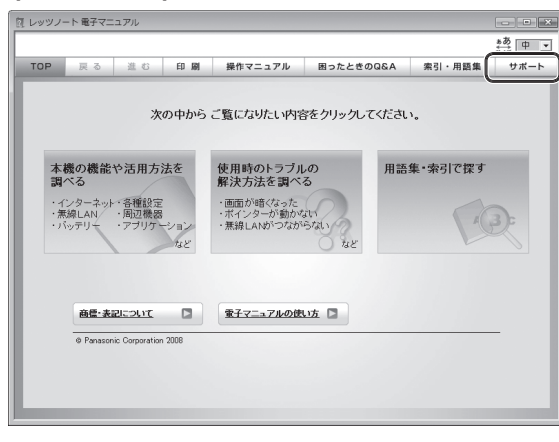 レッツノート 電子マニュアル
あぁ 中
TOP 戻る 進む 印刷 操作マニュアル 困ったときのQ&A 索引・用語集 サポート
次の中から ご覧になりたい内容をクリックしてください。
本機の機能や活用方法を
調べる
・インターネット・各種設定
・無線LAN ・周辺機器
・バッテリー ・アプリケーション
など
使用時のトラブルの
解決方法を調べる
・画面が暗くなった
・ポインターが動かない
・無線LANがつながらない
など
用語集・索引で探す
商標・表記について
電子マニュアルの使い方
© Panasonic Corporation 2008